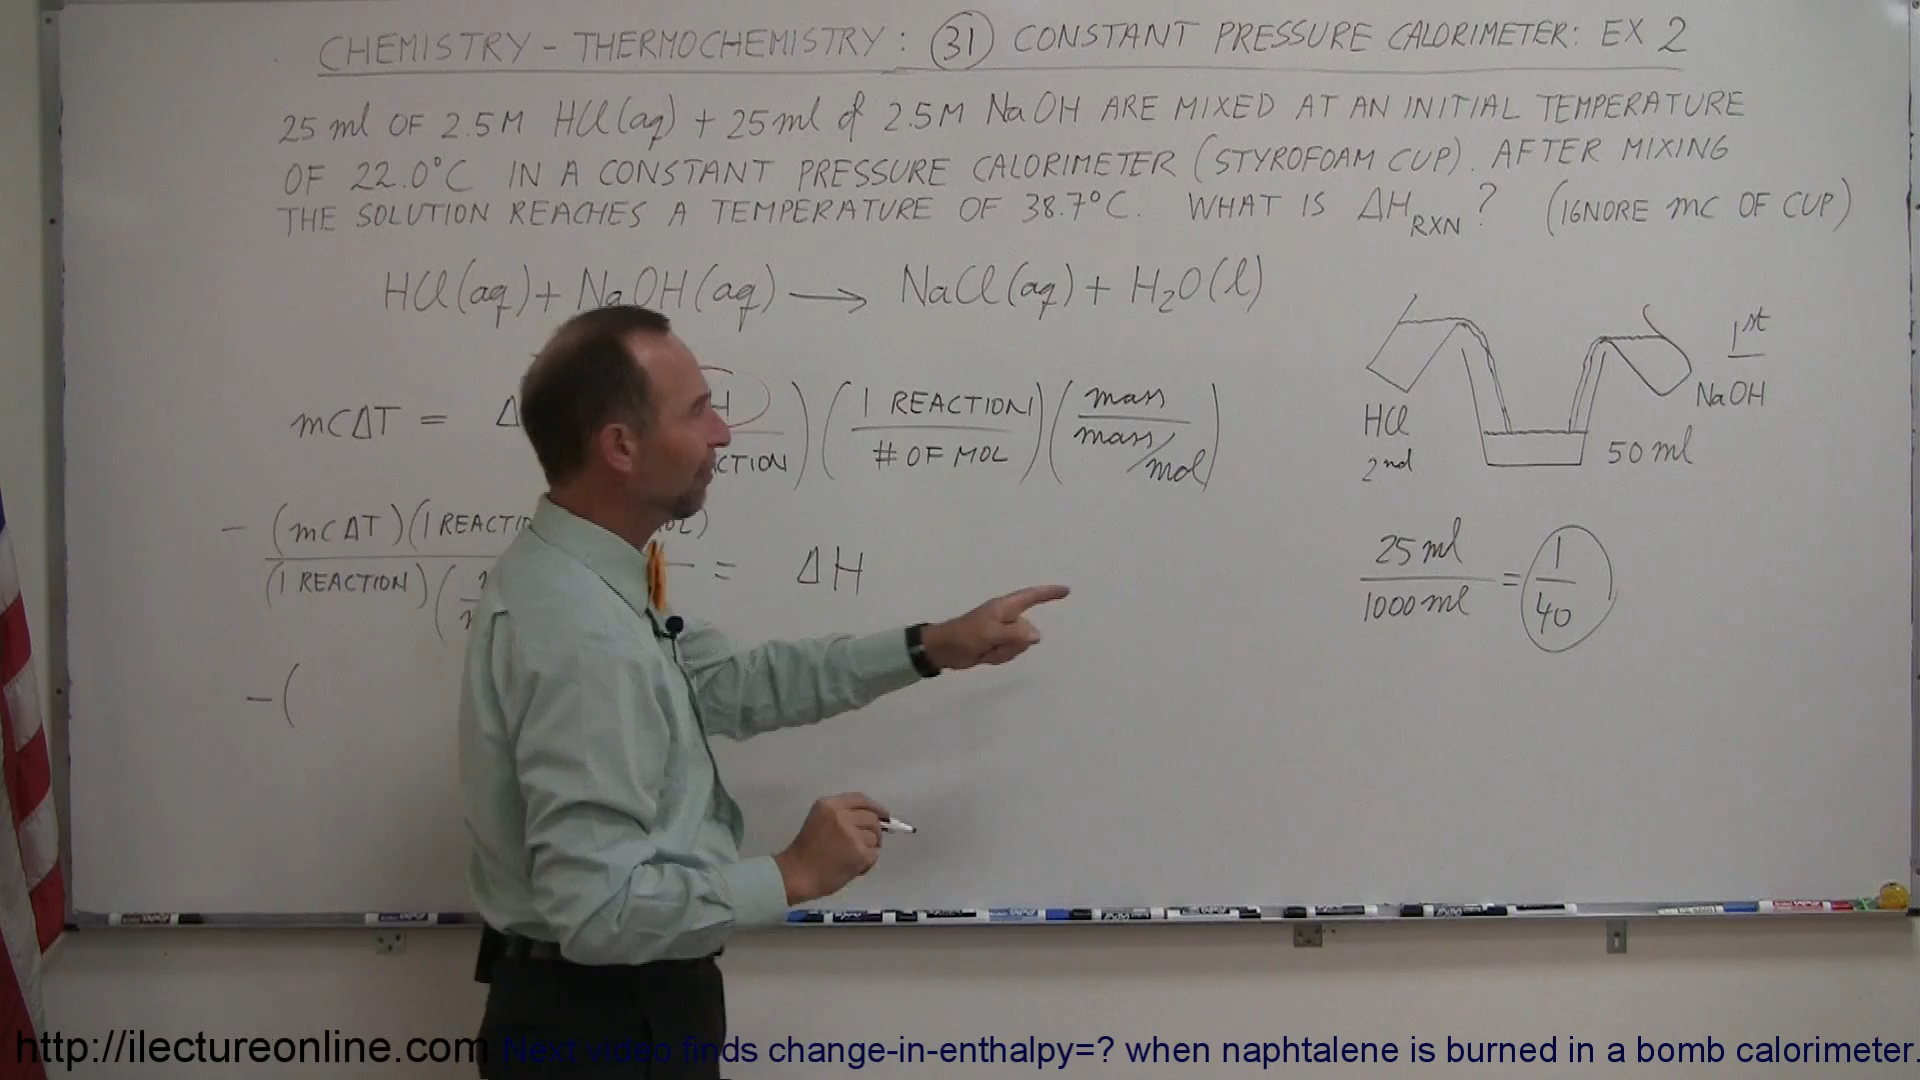 CHEMISTRY - THERMOCHEMISTRY : 31 CONSTANT PRESSURE CALORIMETER: EX 2
25 ml OF 2.5M HCl(aq) + 25 ml of 2.5M NaOH ARE MIXED AT AN INITIAL TEMPERATURE
OF 22.0°C IN A CONSTANT PRESSURE CALORIMETER (STYROFOAM CUP). AFTER MIXING
THE SOLUTION REACHES A TEMPERATURE OF 38.7°C. WHAT IS ΔH RXN ? (IGNORE mC OF CUP)
HCl(aq) + NaOH(aq) → NaCl(aq) + H₂O(l)
1st
NaOH
HCl
2nd
50 ml
mCΔT = Δ H ) ( 1 REACTION ) ( mass )
CTION # OF MOL mass/mol
- (mCΔT)(1 REACTIO = ΔH
(1 REACTION) (
25 ml = 1
1000 ml 40
- (
http://ilectureonline.com Next video finds change-in-enthalpy=? when naphtalene is burned in a bomb calorimeter.